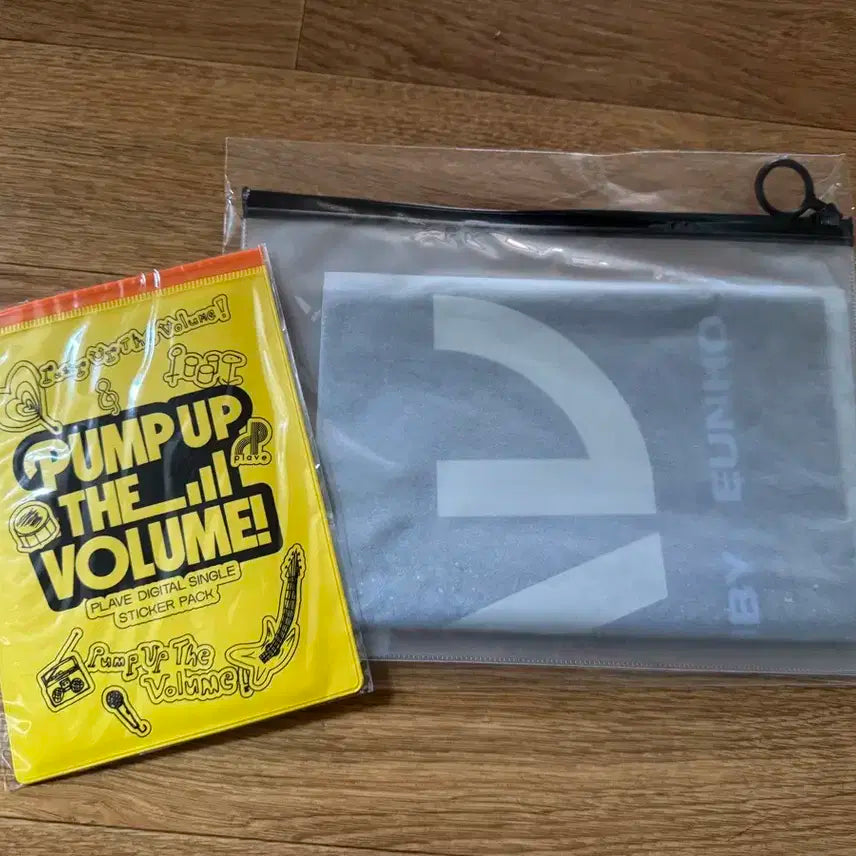 Pump Up The Volume!
&
PUMP UP
THE
VOLUME!
plave
PLAVE DIGITAL SINGLE
STICKER PACK
Pump Up The
Volume!!
BY EUNHO